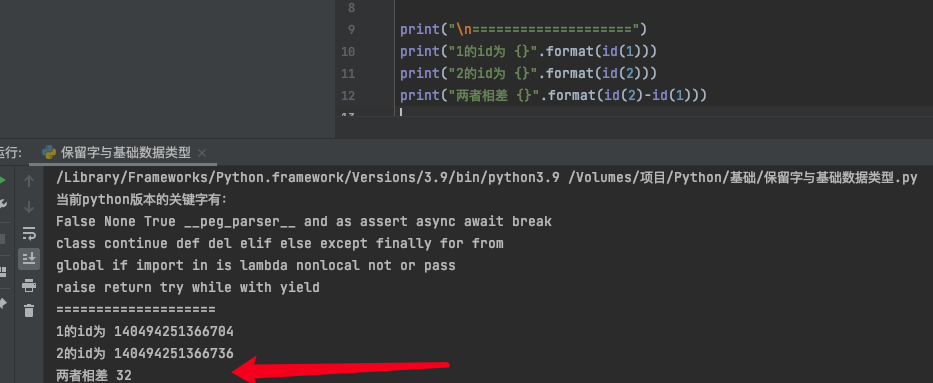 8
9 print("\n====================")
10 print("1的id为 {}".format(id(1)))
11 print("2的id为 {}".format(id(2)))
12 print("两者相差 {}".format(id(2)-id(1)))
13
运行: 保留字与基础数据类型 ×
/Library/Frameworks/Python.framework/Versions/3.9/bin/python3.9 /Volumes/项目/Python/基础/保留字与基础数据类型.py
当前python版本的关键字有：
False None True __peg_parser__ and as assert async await break
class continue def del elif else except finally for from
global if import in is lambda nonlocal not or pass
raise return try while with yield
====================
1的id为 140494251366704
2的id为 140494251366736
两者相差 32